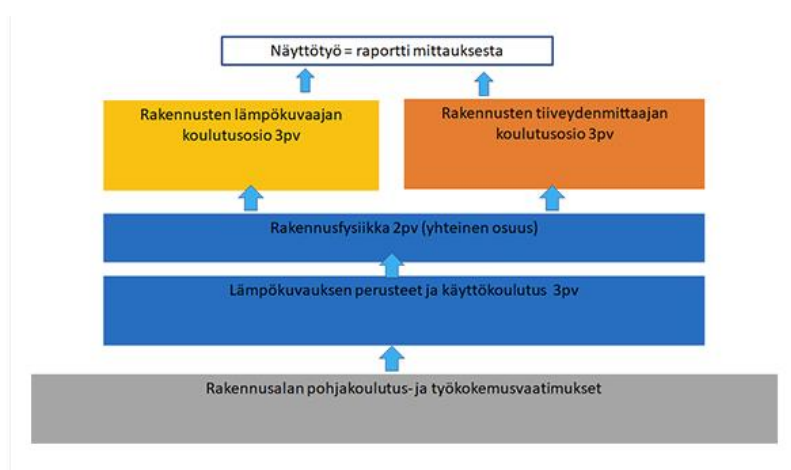 Näyttötyö = raportti mittauksesta
Rakennusten lämpökuvaajan
koulutusosio 3pv
Rakennusten tiiveydenmittaajan
koulutusosio 3pv
Rakennusfysiikka 2pv (yhteinen osuus)
Lämpökuvauksen perusteet ja käyttökoulutus 3pv
Rakennusalan pohjakoulutus- ja työkokemusvaatimukset